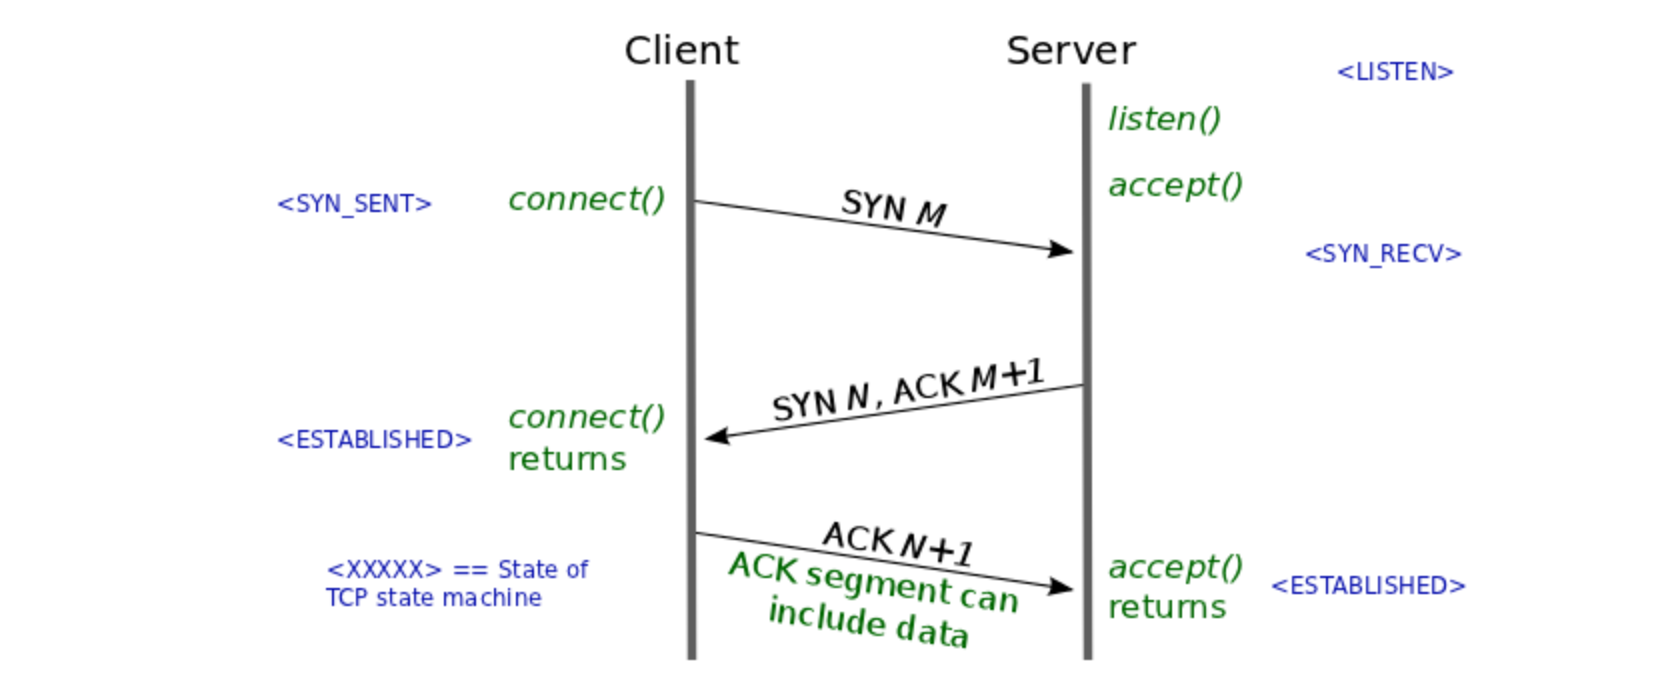 Client
Server
<LISTEN>
listen()
accept()
<SYN_SENT>
connect()
SYN M
<SYN_RECV>
SYN N, ACK M+1
connect()
returns
<ESTABLISHED>
ACK N+1
ACK segment can
include data
<XXXXX> == State of
TCP state machine
accept()
returns
<ESTABLISHED>